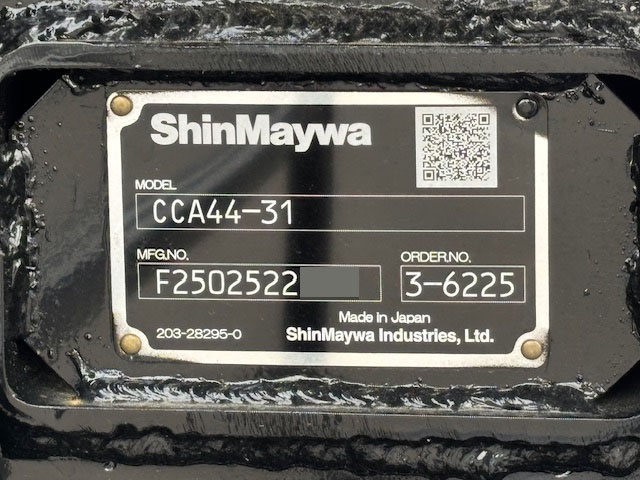 ShinMaywa
MODEL
CCA44-31
MFG.NO.
ORDER.NO.
F2502522
3-6225
Made in Japan
203-28295-0
ShinMaywa Industries, Ltd.